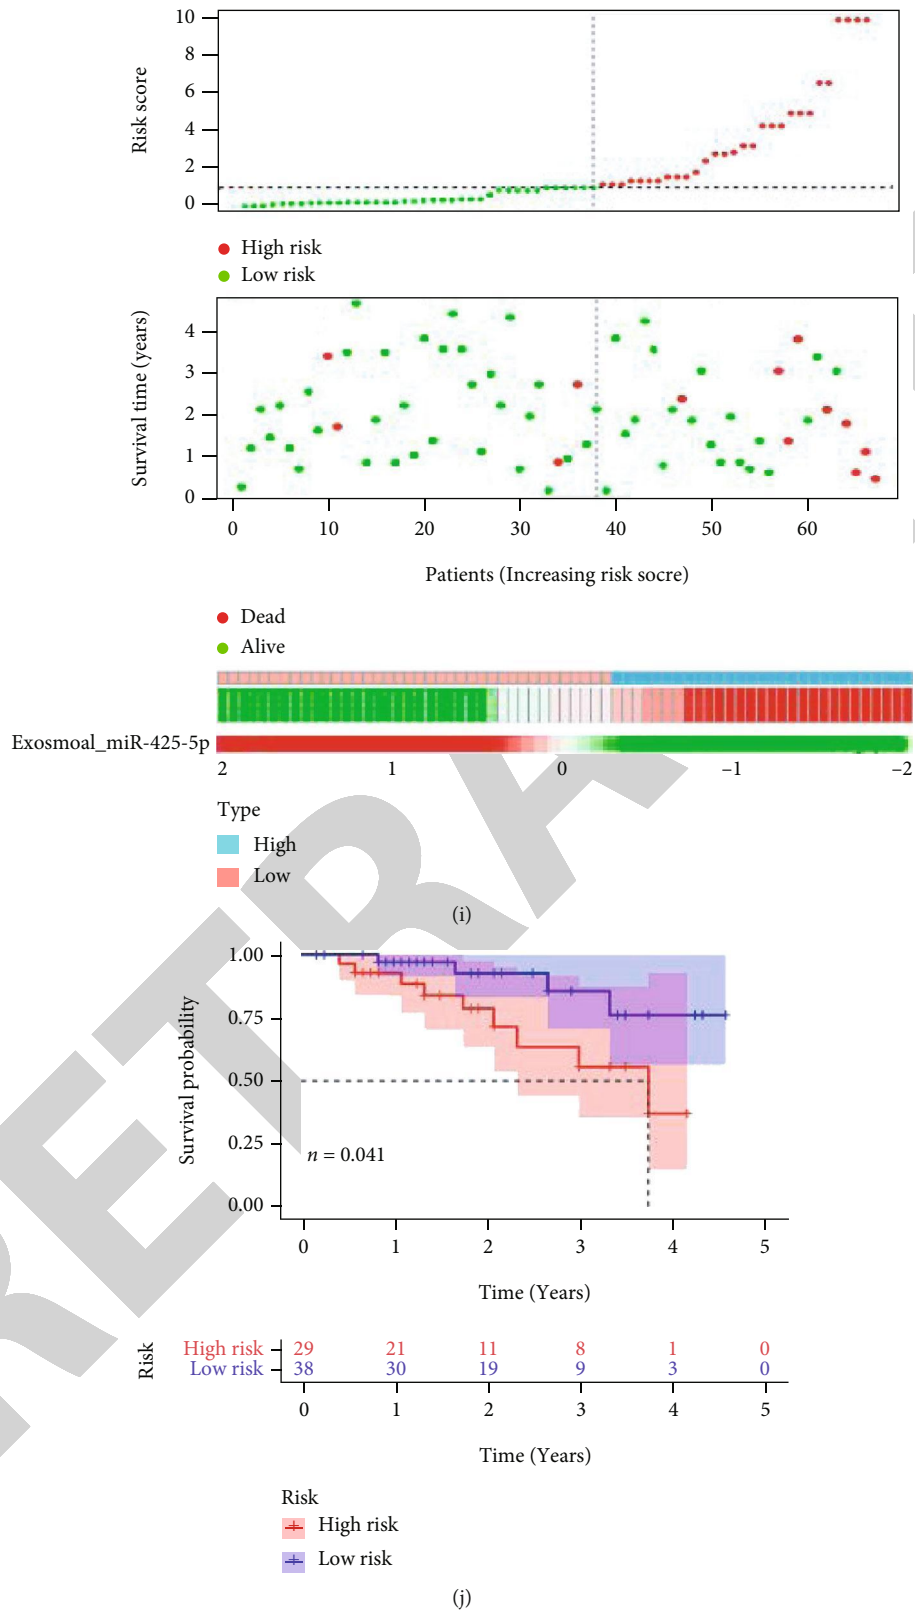 10
8
6
4
2
0
Risk score
High risk
Low risk
4
3
2
1
0
Survival time (years)
0 10 20 30 40 50 60
Patients (Increasing risk socre)
Dead
Alive
Exosmoal_miR-425-5p
2 1 0 –1 –2
Type
High
Low
(i)
1.00
0.75
0.50
0.25
0.00
Survival probability
n = 0.041
0 1 2 3 4 5
Time (Years)
Risk
High risk 29 21 11 8 1 0
Low risk 38 30 19 9 3 0
0 1 2 3 4 5
Time (Years)
Risk
High risk
Low risk
(j)
RETRA